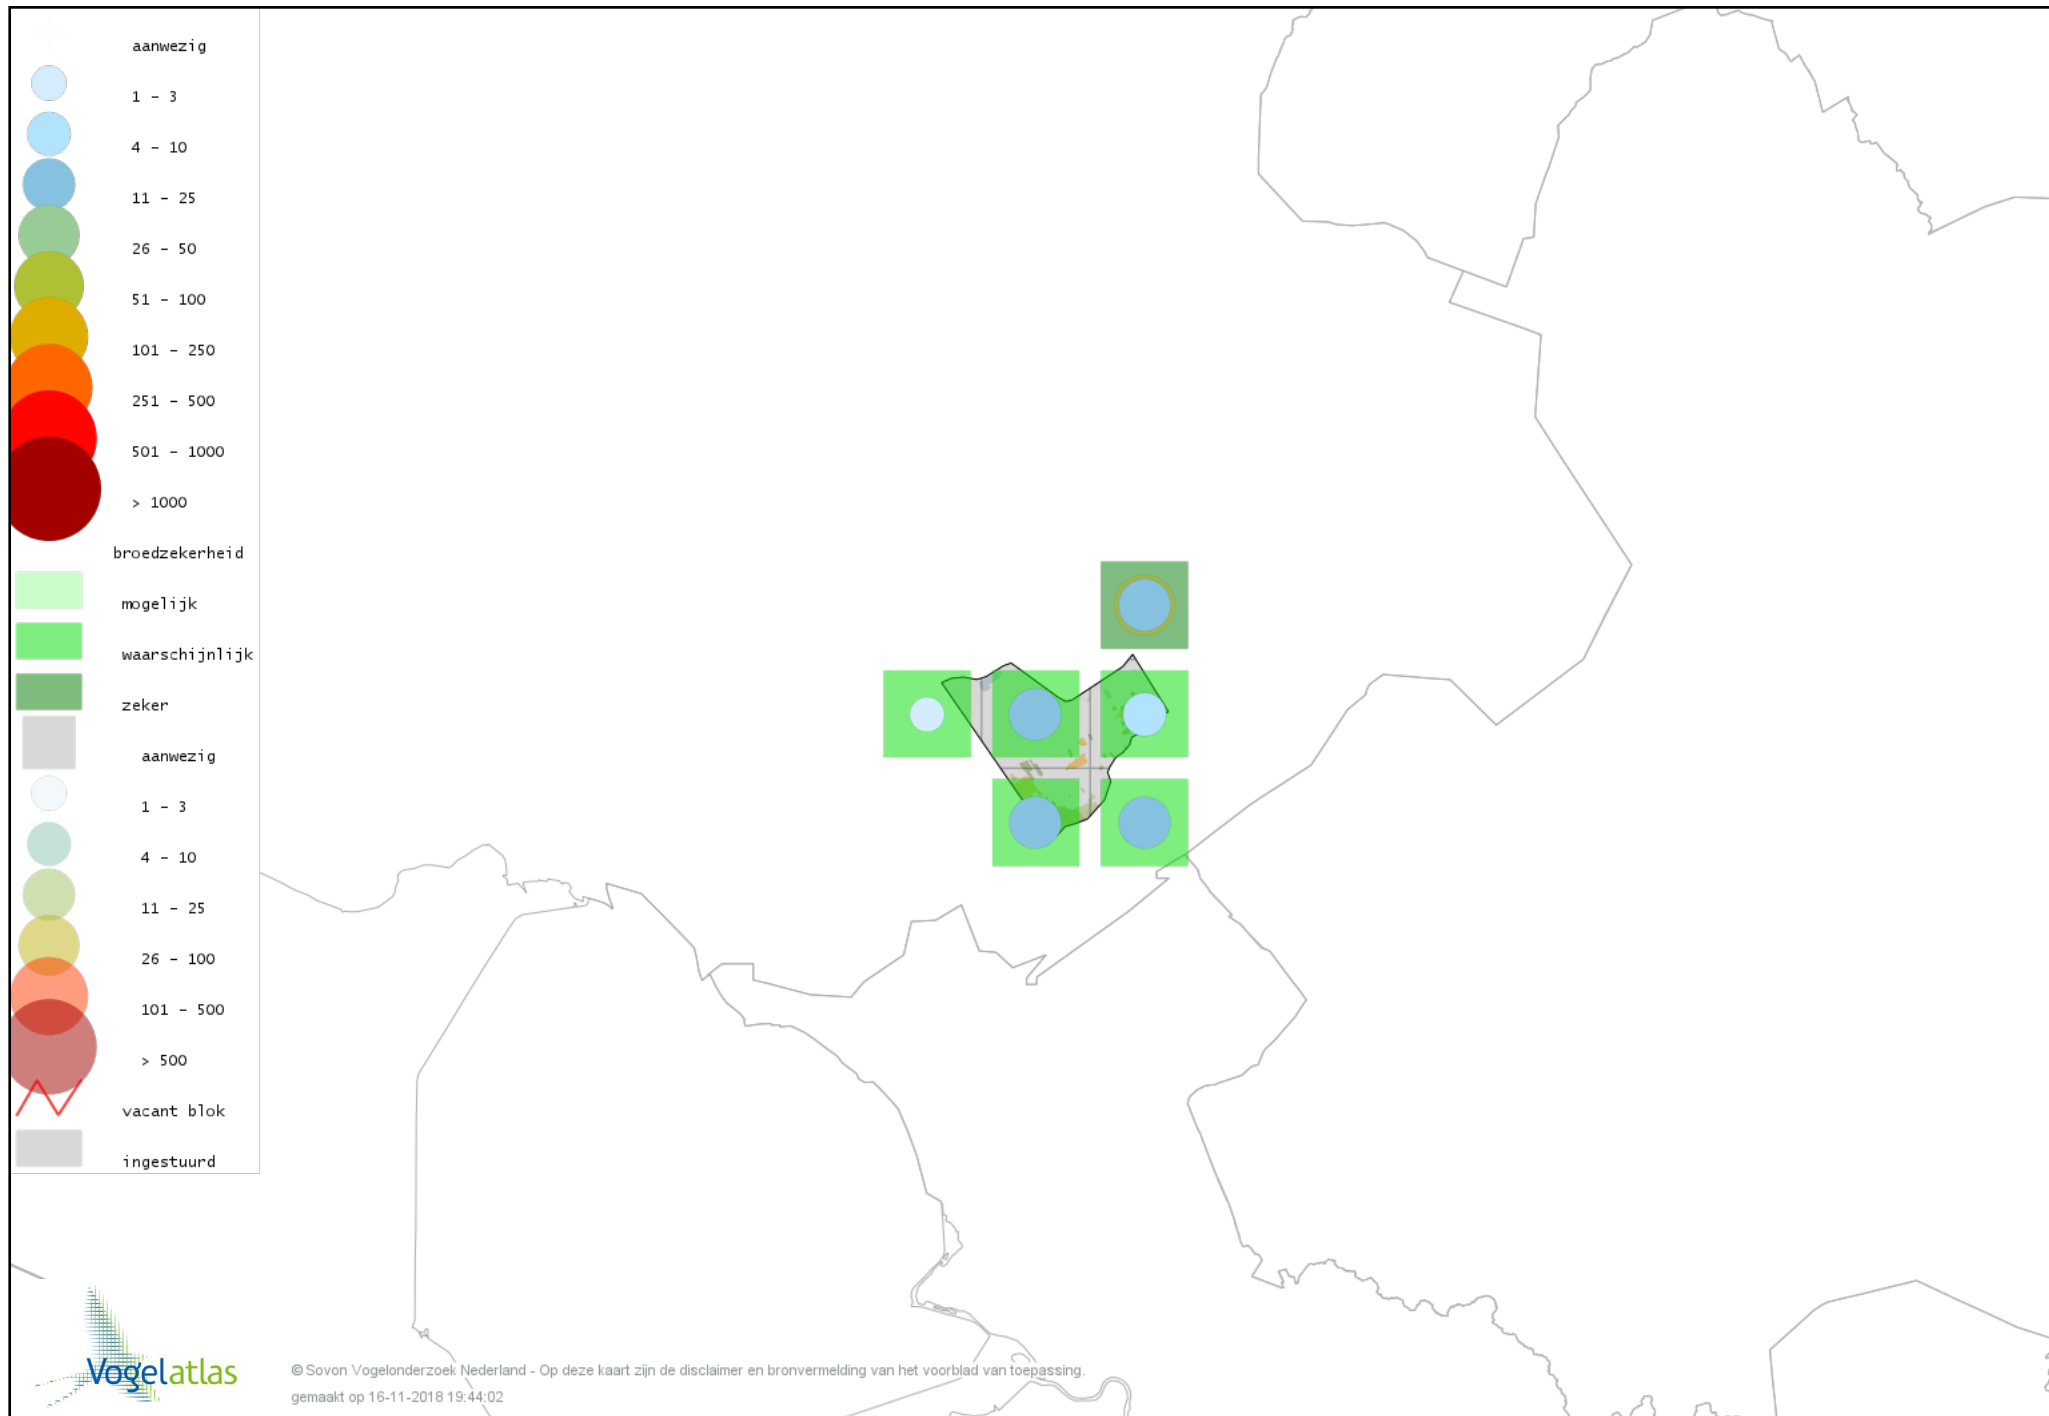 aanwezig
1 - 3
4 - 10
11 - 25
26 - 50
51 - 100
101 - 250
251 - 500
501 - 1000
> 1000
broedzekerheid
mogelijk
waarschijnlijk
zeker
aanwezig
1 - 3
4 - 10
11 - 25
26 - 100
101 - 500
> 500
vacant blok
ingestuurd
Vogelatlas
© Sovon Vogelonderzoek Nederland - Op deze kaart zijn de disclaimer en bronvermelding van het voorblad van toepassing.
gemaakt op 16-11-2018 19:44:02